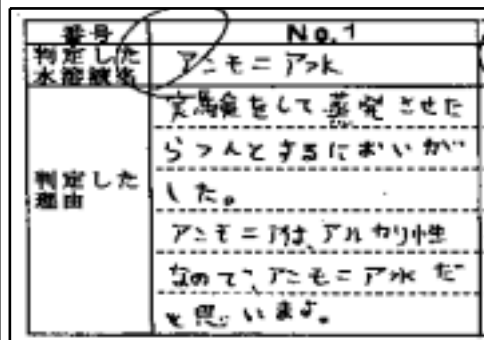 番号
No.1
判定した
水溶液名
アンモニア水
判定した
理由
実験をして蒸発させた
らつんとするにおいが
した。
アンモニアは、アルカリ性
なので、アンモニア水だ
と思います。